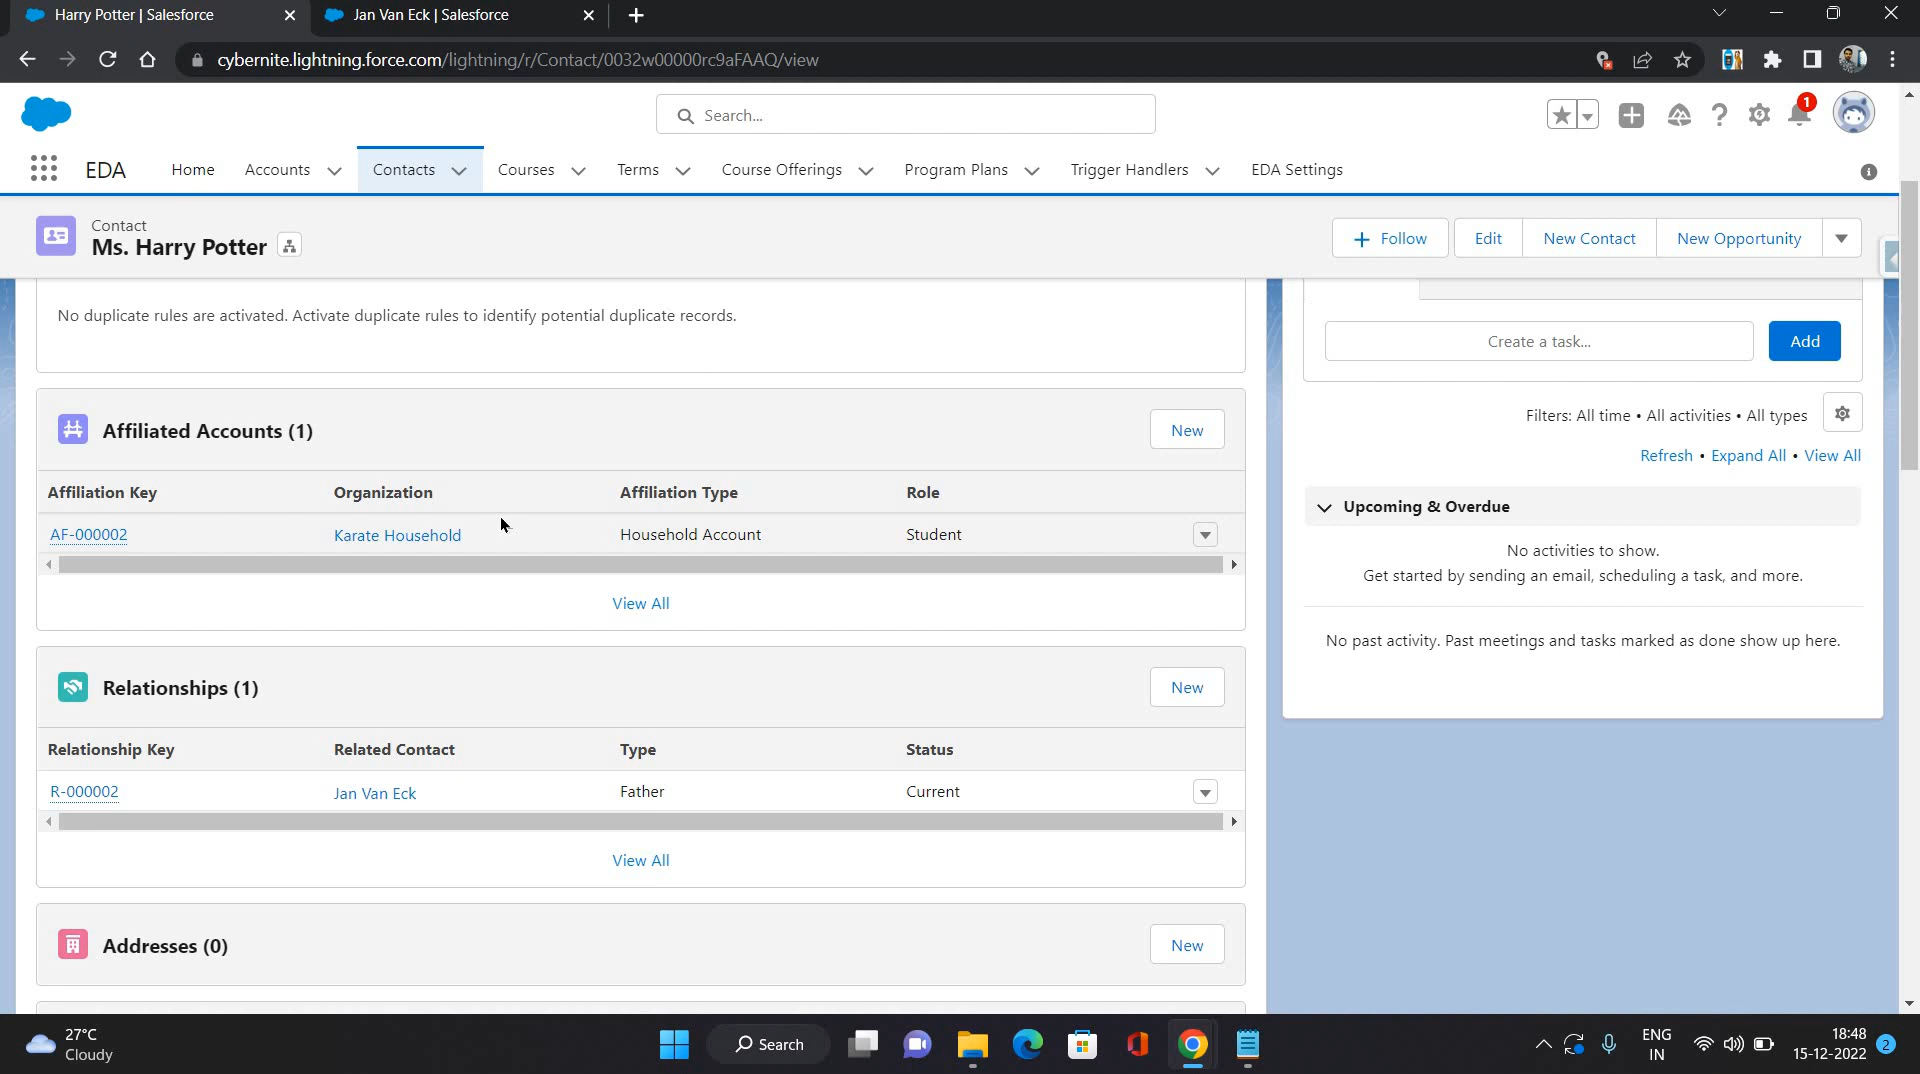 Harry Potter | Salesforce
Jan Van Eck | Salesforce
cybernite.lightning.force.com/lightning/r/Contact/0032w00000rc9aFAAQ/view
Search...
1
EDA
Home
Accounts
Contacts
Courses
Terms
Course Offerings
Program Plans
Trigger Handlers
EDA Settings
Contact
Ms. Harry Potter
Follow
Edit
New Contact
New Opportunity
No duplicate rules are activated. Activate duplicate rules to identify potential duplicate records.
Affiliated Accounts (1)
New
Affiliation Key
Organization
Affiliation Type
Role
AF-000002
Karate Household
Household Account
Student
View All
Relationships (1)
New
Relationship Key
Related Contact
Type
Status
R-000002
Jan Van Eck
Father
Current
View All
Addresses (0)
New
Create a task...
Add
Filters: All time • All activities • All types
Refresh • Expand All • View All
Upcoming & Overdue
No activities to show.
Get started by sending an email, scheduling a task, and more.
No past activity. Past meetings and tasks marked as done show up here.
27°C
Cloudy
Search
ENG
IN
18:48
15-12-2022
2